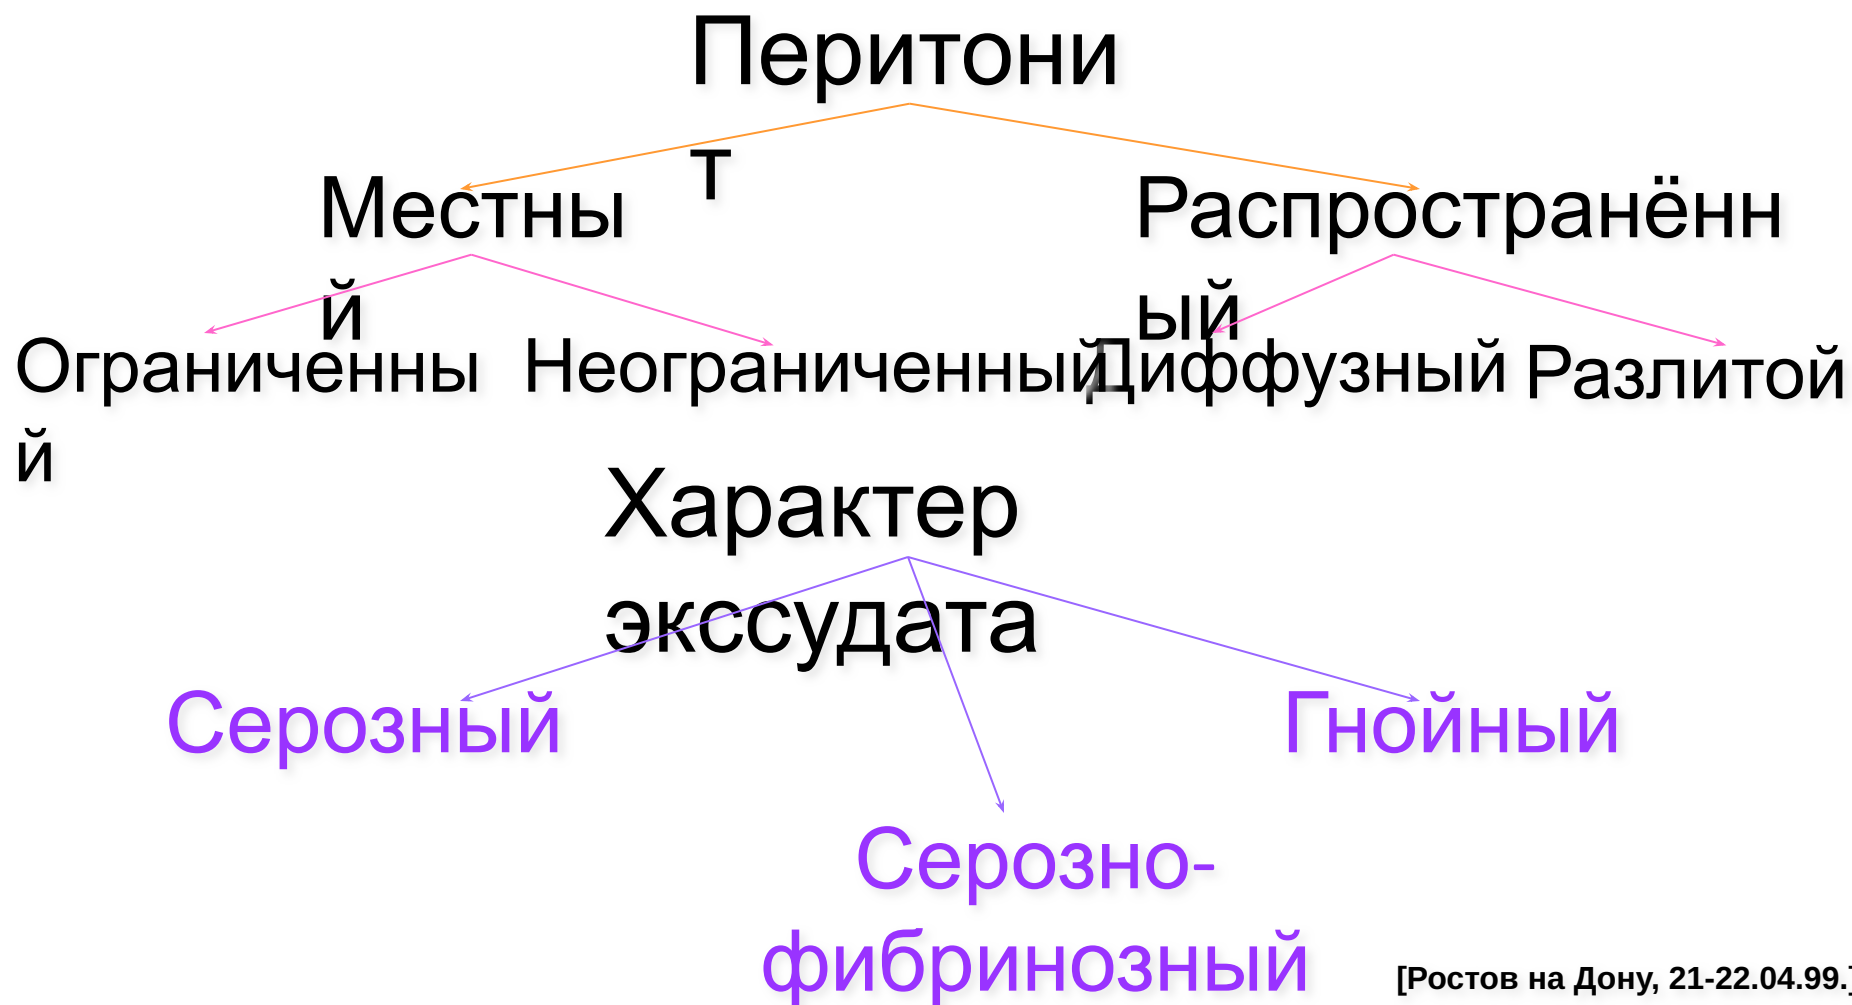 Перитони
т
Местны
й
Распространённ
ый
Ограниченны
й
Неограниченный
Диффузный
Разлитой
Характер
экссудата
Серозный
Гнойный
Серозно-
фибринозный
[Ростов на Дону, 21-22.04.99.]